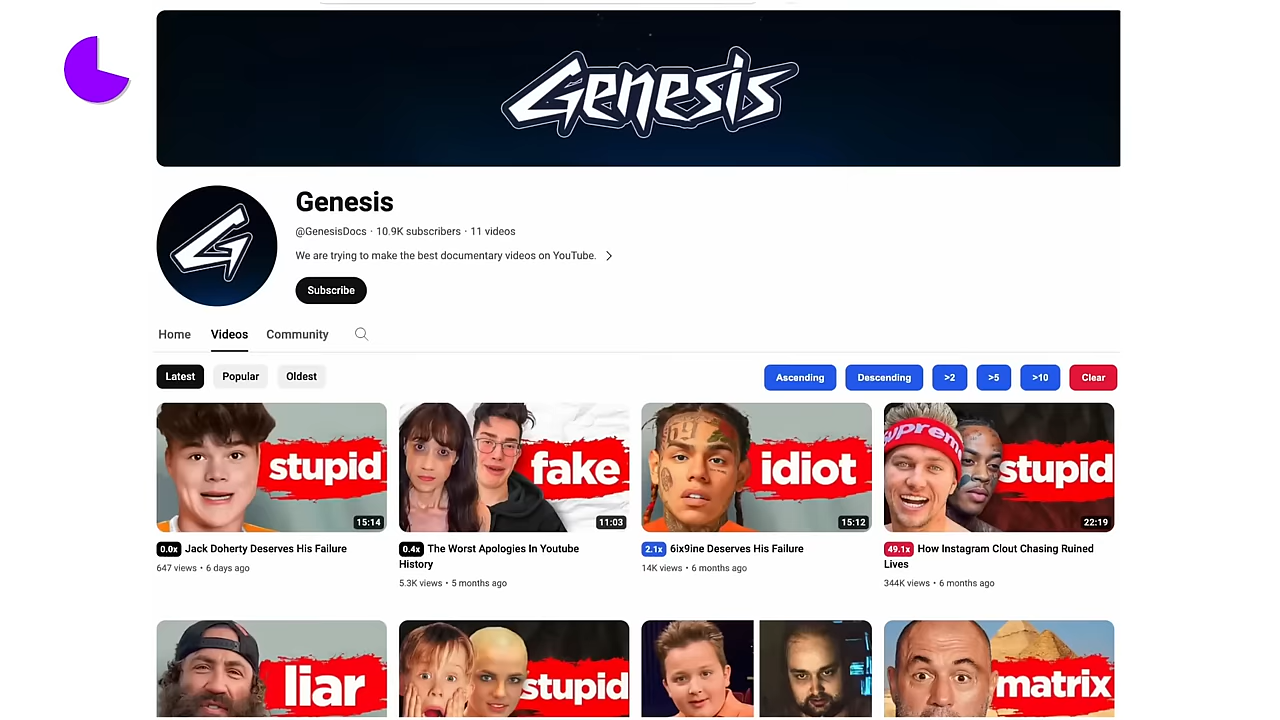 Genesis
Genesis
@GenesisDocs · 10.9K subscribers · 11 videos
We are trying to make the best documentary videos on YouTube.
Subscribe
Home Videos Community
Latest Popular Oldest Ascending Descending >2 >5 >10 Clear
stupid
15:14
fake
11:03
69
idiot
15:12
Supreme
stupid
22:19
0.0x Jack Doherty Deserves His Failure
647 views • 6 days ago
0.4x The Worst Apologies In Youtube
History
5.3K views • 5 months ago
2.1x 6ix9ine Deserves His Failure
14K views • 6 months ago
49.1x How Instagram Clout Chasing Ruined
Lives
344K views • 6 months ago
liar
stupid
matrix